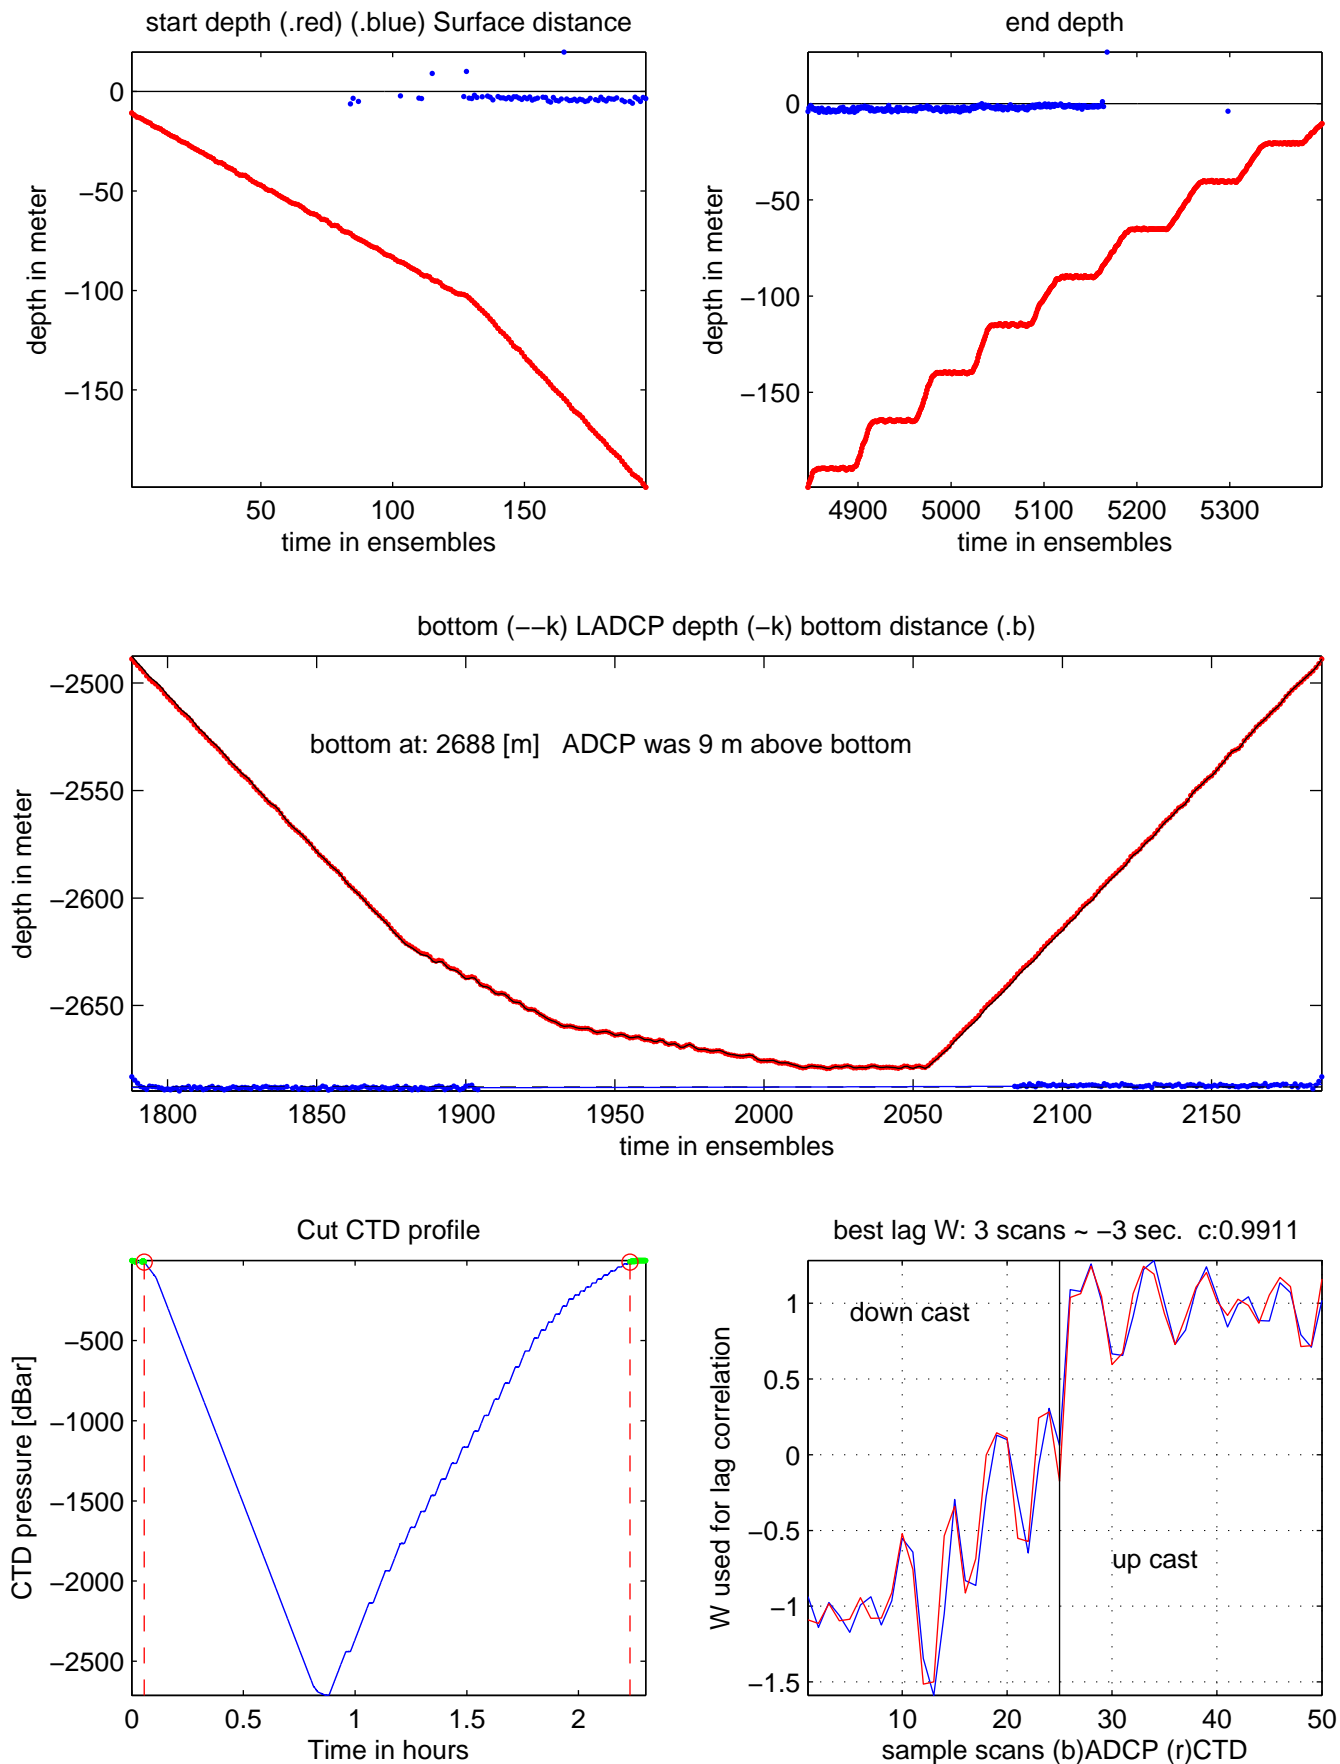 start depth (.red) (.blue) Surface distance
0
−50
−100
−150
depth in meter
50 100 150
time in ensembles
end depth
0
−50
−100
−150
depth in meter
4900 5000 5100 5200 5300
time in ensembles
bottom (−−k) LADCP depth (−k) bottom distance (.b)
−2500
−2550
−2600
−2650
depth in meter
bottom at: 2688 [m]   ADCP was 9 m above bottom
1800 1850 1900 1950 2000 2050 2100 2150
time in ensembles
Cut CTD profile
−500
−1000
−1500
−2000
−2500
CTD pressure [dBar]
0 0.5 1 1.5 2
Time in hours
best lag W: 3 scans ~ −3 sec.  c:0.9911
1
0.5
0
−0.5
−1
−1.5
W used for lag correlation
down cast
up cast
10 20 30 40 50
sample scans (b)ADCP (r)CTD